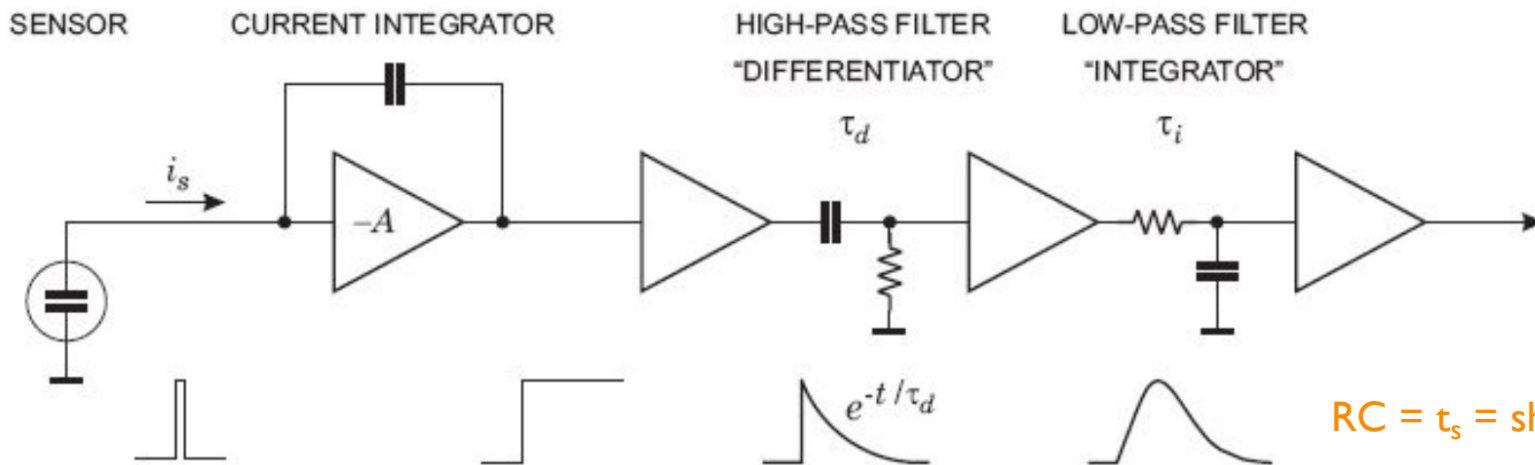 SENSOR
CURRENT INTEGRATOR
HIGH-PASS FILTER
"DIFFERENTIATOR"
τd
LOW-PASS FILTER
"INTEGRATOR"
τi
is
–A
e-t /τd
RC = ts =